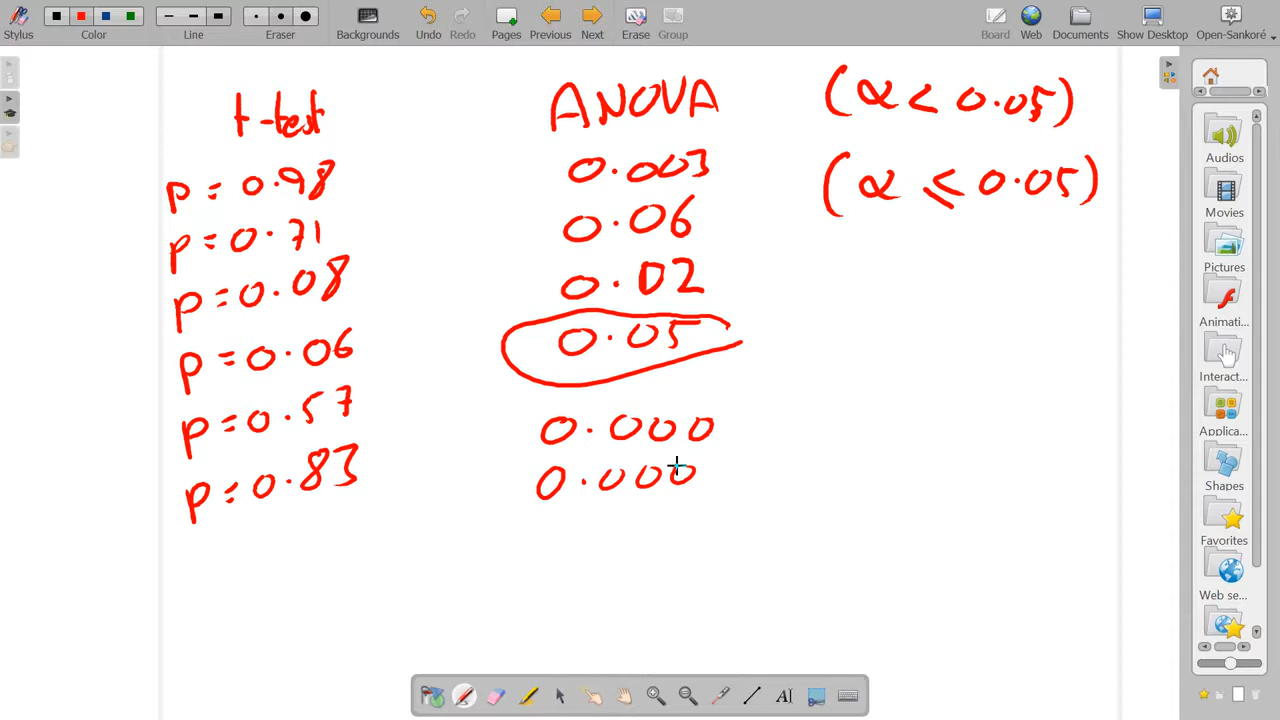 Stylus
Color
Line
Eraser
Backgrounds
Undo
Redo
Pages
Previous
Next
Erase
Group
Board
Web
Documents
Show Desktop
Open-Sankoré
t-test
p = 0.98
p = 0.71
p = 0.08
p = 0.06
p = 0.57
p = 0.83
ANOVA
0.003
0.06
0.02
0.05
0.000
0.000
(α < 0.05)
(α ≤ 0.05)
Audios
Movies
Pictures
Animati...
Interact...
Applica...
Shapes
Favorites
Web se...
AI